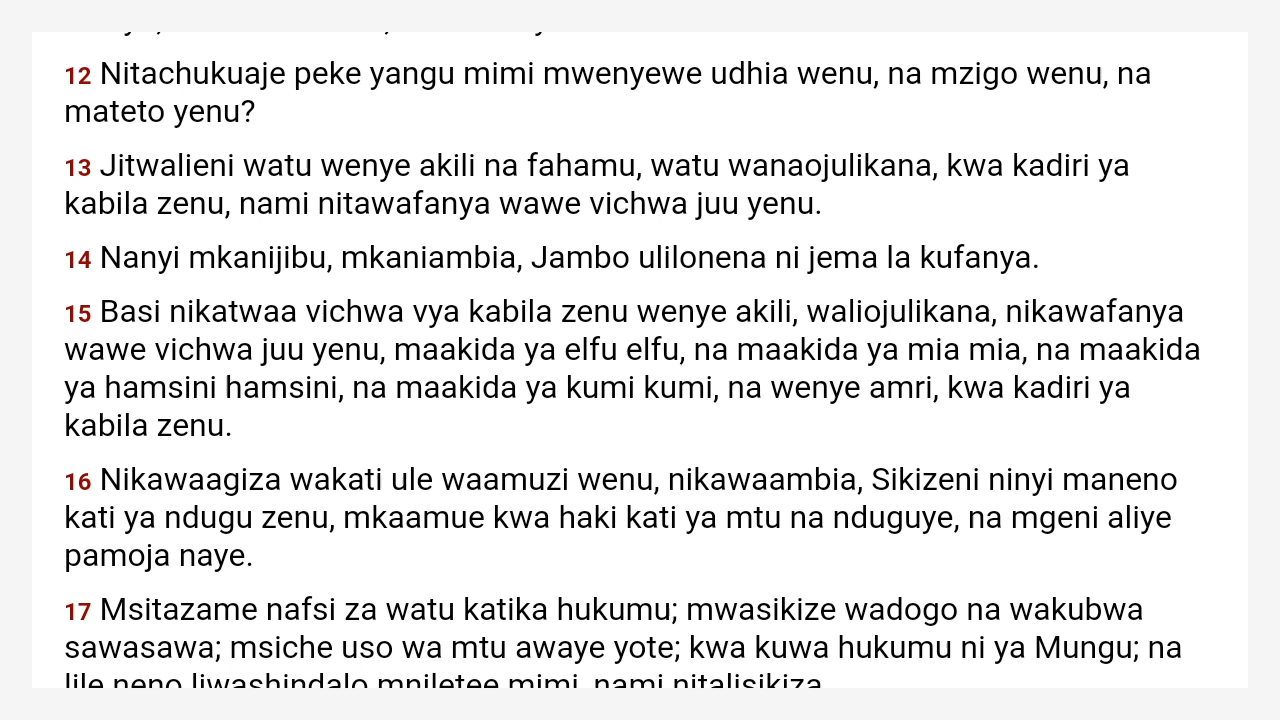 12 Nitachukuaje peke yangu mimi mwenyewe udhia wenu, na mzigo wenu, na
mateto yenu?
13 Jitwalieni watu wenye akili na fahamu, watu wanaojulikana, kwa kadiri ya
kabila zenu, nami nitawafanya wawe vichwa juu yenu.
14 Nanyi mkanijibu, mkaniambia, Jambo ulilonena ni jema la kufanya.
15 Basi nikatwaa vichwa vya kabila zenu wenye akili, waliojulikana, nikawafanya
wawe vichwa juu yenu, maakida ya elfu elfu, na maakida ya mia mia, na maakida
ya hamsini hamsini, na maakida ya kumi kumi, na wenye amri, kwa kadiri ya
kabila zenu.
16 Nikawaagiza wakati ule waamuzi wenu, nikawaambia, Sikizeni ninyi maneno
kati ya ndugu zenu, mkaamue kwa haki kati ya mtu na nduguye, na mgeni aliye
pamoja naye.
17 Msitazame nafsi za watu katika hukumu; mwasikize wadogo na wakubwa
sawasawa; msiche uso wa mtu awaye yote; kwa kuwa hukumu ni ya Mungu; na
lile neno liwashindalo mniletee mimi, nami nitalisikiza.